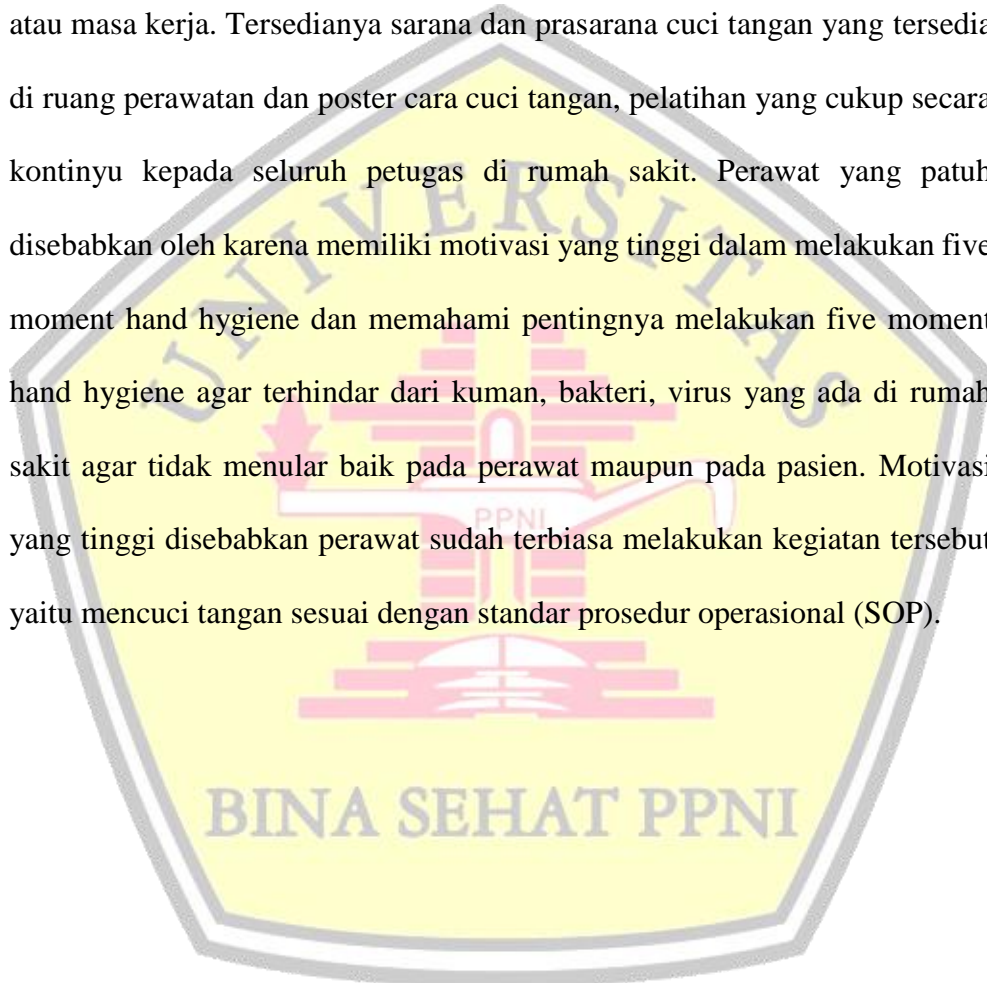 atau masa kerja. Tersedianya sarana dan prasarana cuci tangan yang tersedia
di ruang perawatan dan poster cara cuci tangan, pelatihan yang cukup secara
kontinyu kepada seluruh petugas di rumah sakit. Perawat yang patuh
disebabkan oleh karena memiliki motivasi yang tinggi dalam melakukan five
moment hand hygiene dan memahami pentingnya melakukan five moment
hand hygiene agar terhindar dari kuman, bakteri, virus yang ada di rumah
sakit agar tidak menular baik pada perawat maupun pada pasien. Motivasi
yang tinggi disebabkan perawat sudah terbiasa melakukan kegiatan tersebut
yaitu mencuci tangan sesuai dengan standar prosedur operasional (SOP).
UNIVERSITAS
PPNI
BINA SEHAT PPNI